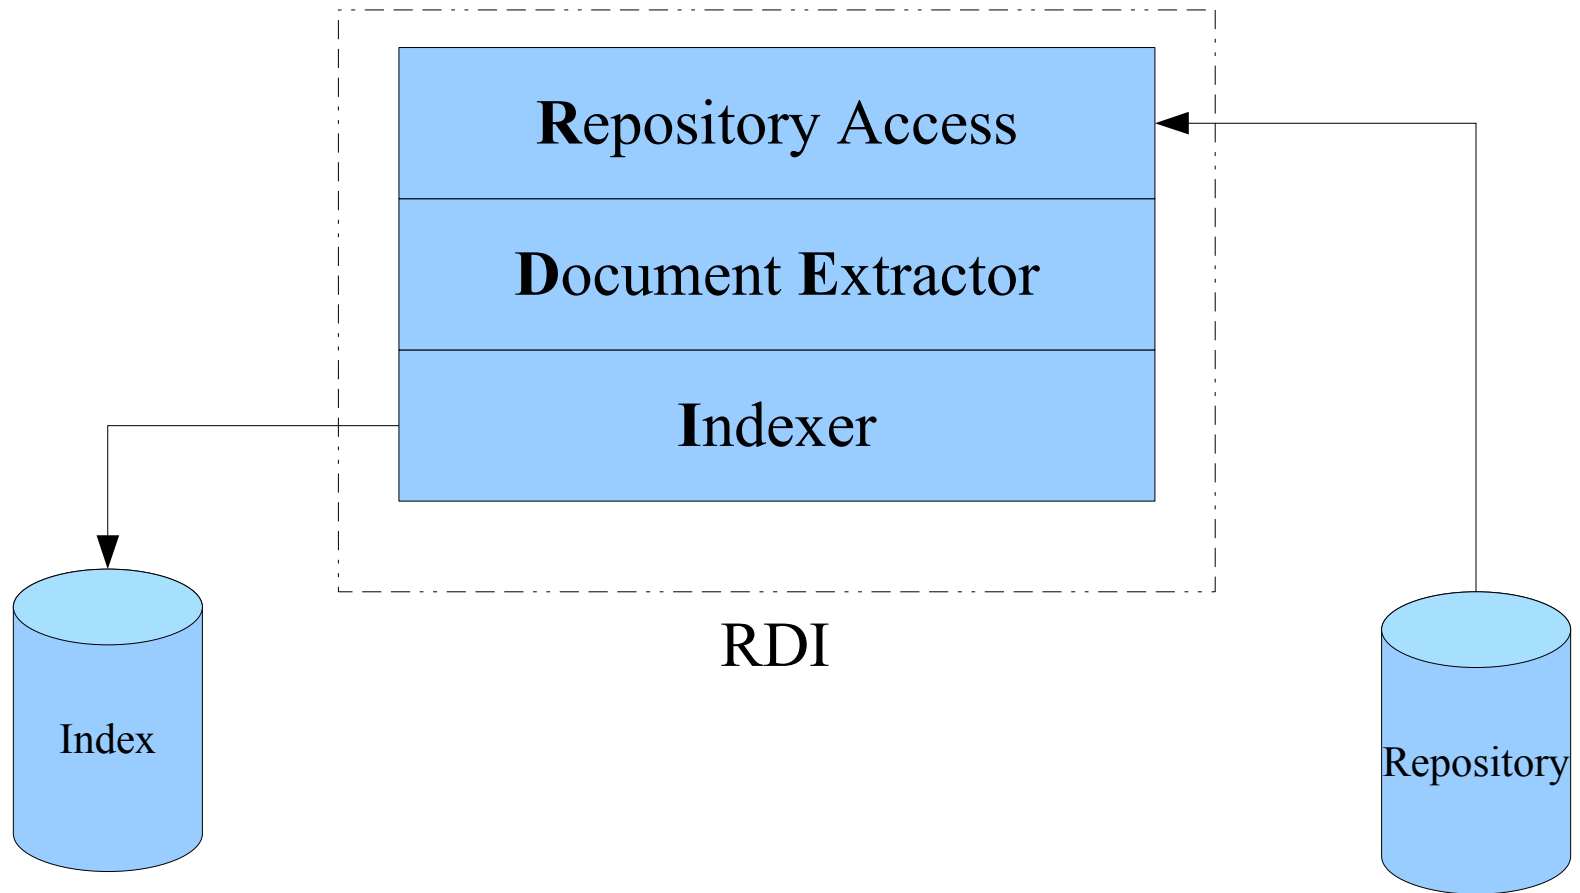 Repository Access
Document Extractor
Indexer
RDI
Index
Repository